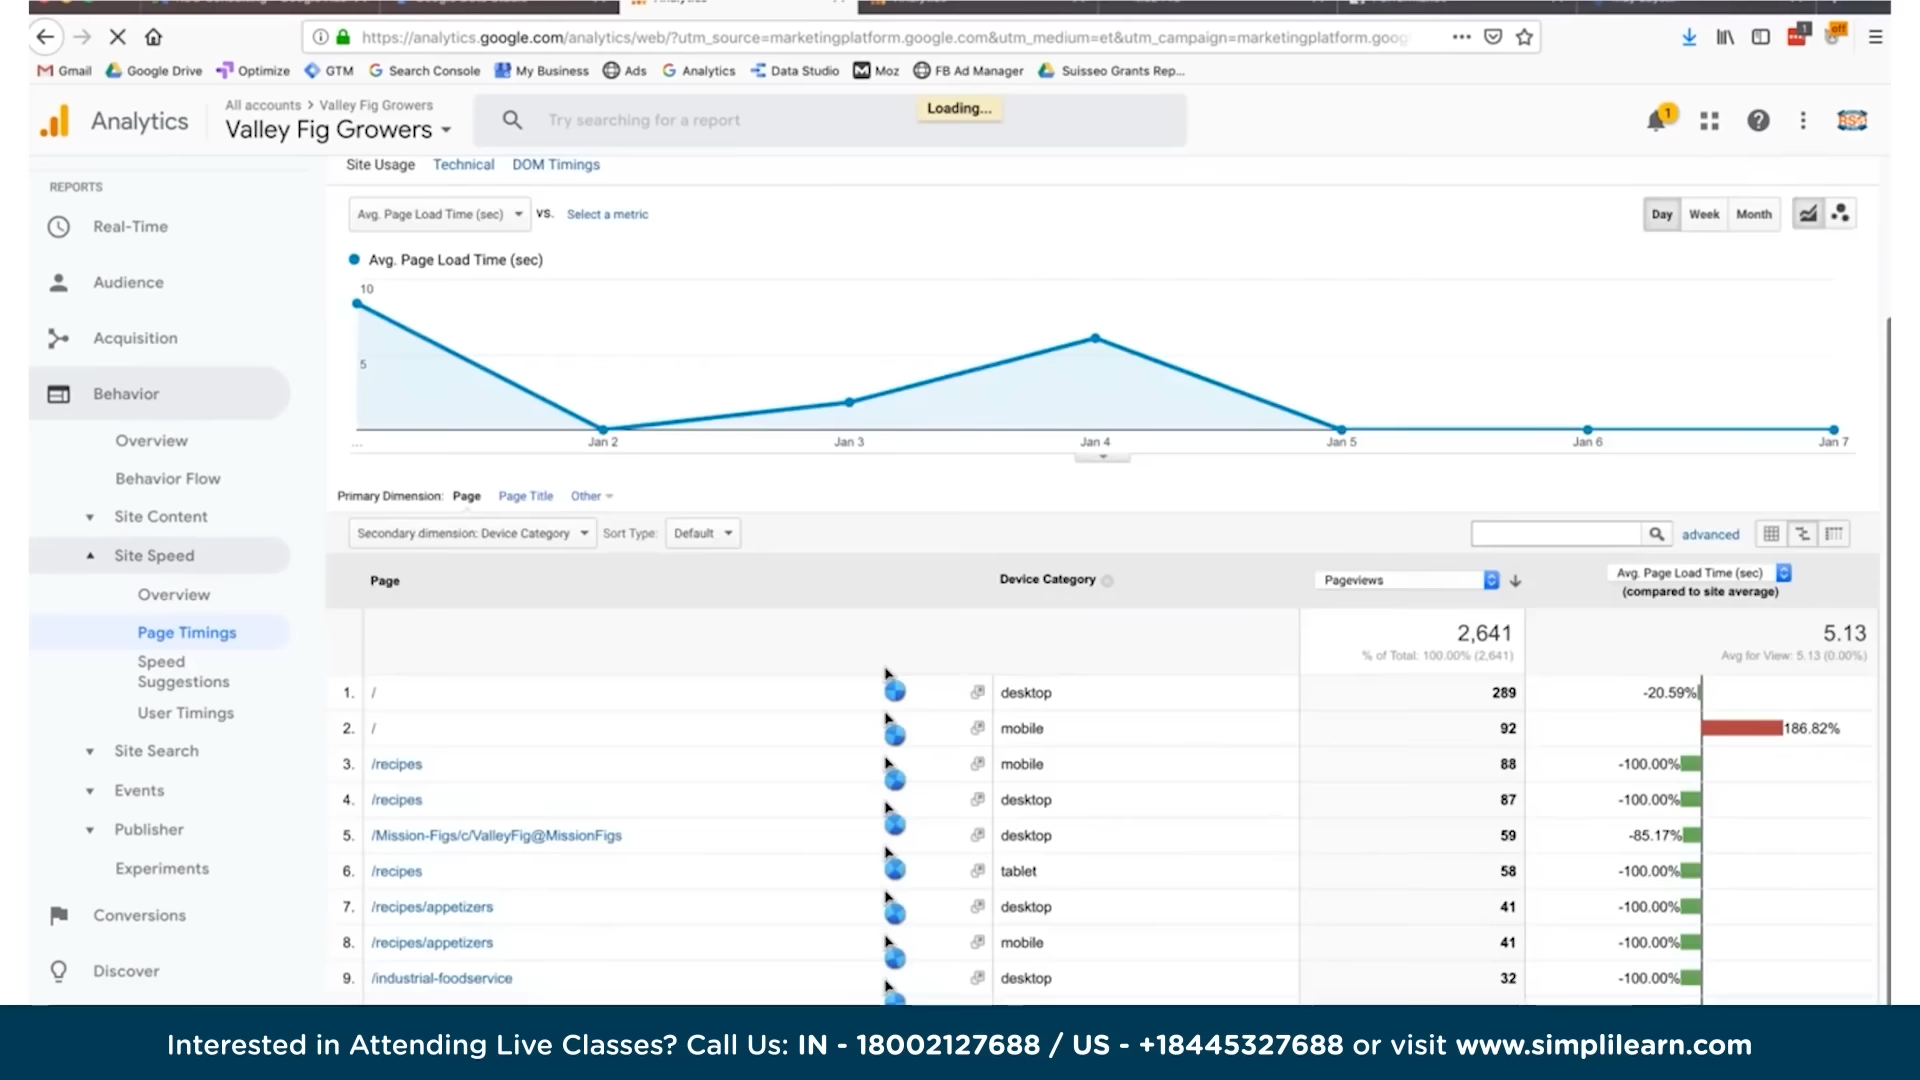 https://analytics.google.com/analytics/web/?utm_source=marketingplatform.google.com&utm_medium=et&utm_campaign=marketingplatform.goog
Gmail Google Drive Optimize GTM Search Console My Business Ads Analytics Data Studio Moz FB Ad Manager Suisseo Grants Rep...
All accounts > Valley Fig Growers
Analytics Valley Fig Growers
Try searching for a report
Loading...
1
off
1
REPORTS
Real-Time
Audience
Acquisition
Behavior
Overview
Behavior Flow
Site Content
Site Speed
Overview
Page Timings
Speed
Suggestions
User Timings
Site Search
Events
Publisher
Experiments
Conversions
Discover
Site Usage Technical DOM Timings
Avg. Page Load Time (sec) VS. Select a metric
Day Week Month
Avg. Page Load Time (sec)
10
5
... Jan 2 Jan 3 Jan 4 Jan 5 Jan 6 Jan 7
Primary Dimension: Page Page Title Other
Secondary dimension: Device Category Sort Type: Default advanced
Page Device Category Pageviews Avg. Page Load Time (sec)
(compared to site average)
2,641 5.13
% of Total: 100.00% (2,641) Avg for View: 5.13 (0.00%)
1. / desktop 289 -20.59%
2. / mobile 92 186.82%
3. /recipes mobile 88 -100.00%
4. /recipes desktop 87 -100.00%
5. /Mission-Figs/c/ValleyFig@MissionFigs desktop 59 -85.17%
6. /recipes tablet 58 -100.00%
7. /recipes/appetizers desktop 41 -100.00%
8. /recipes/appetizers mobile 41 -100.00%
9. /industrial-foodservice desktop 32 -100.00%
Interested in Attending Live Classes? Call Us: IN - 18002127688 / US - +18445327688 or visit www.simplilearn.com